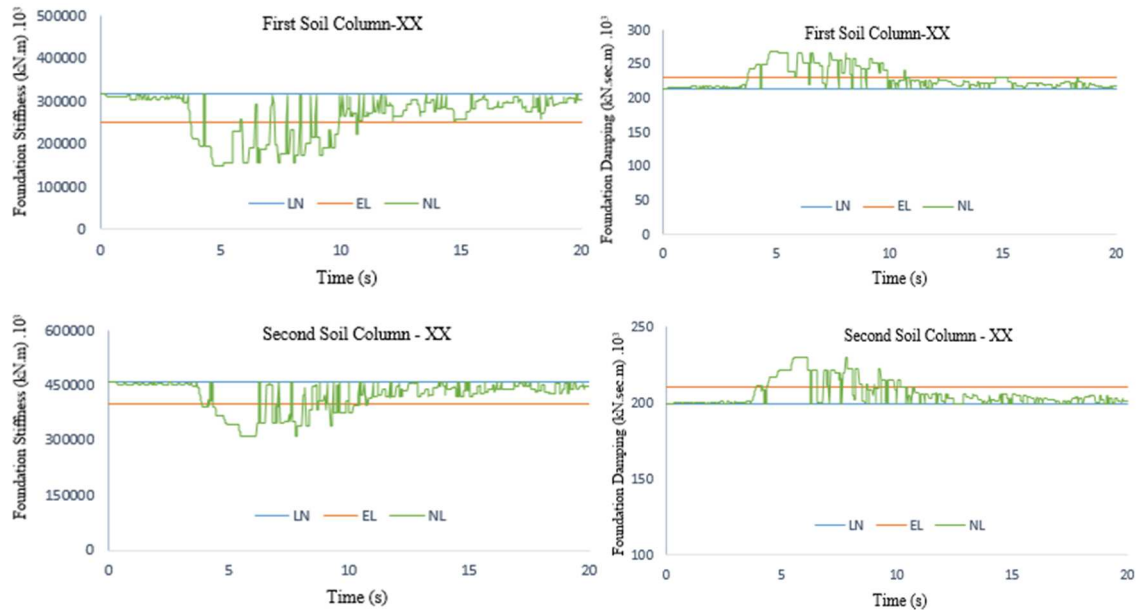 First Soil Column-XX
Foundation Stiffness (kN.m) .10³
500000
400000
300000
200000
100000
0
LN EL NL
0 5 10 15 20
Time (s)
First Soil Column-XX
Foundation Damping (kN.sec.m) .10³
300
250
200
150
100
50
0
LN EL NL
0 5 10 15 20
Time (s)
Second Soil Column - XX
Foundation Stiffness (kN.m) .10³
600000
450000
300000
450000
0
LN EL NL
0 5 10 15 20
Time (s)
Second Soil Column - XX
Foundation Damping (kN.sec.m) .10³
250
200
150
100
LN EL NL
0 5 10 15 20
Time (s)